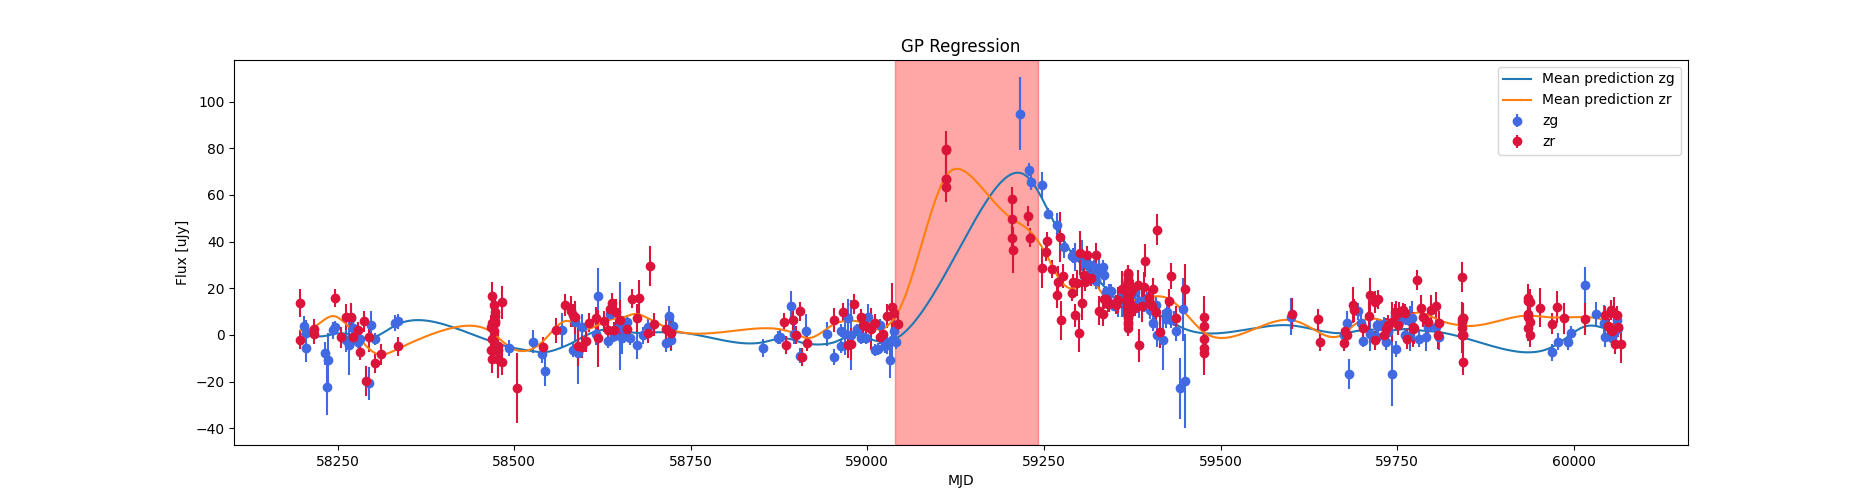 GP Regression
Flux [uJy]
100
80
60
40
20
0
−20
−40
58250
58500
58750
59000
59250
59500
59750
60000
MJD
Mean prediction zg
Mean prediction zr
zg
zr